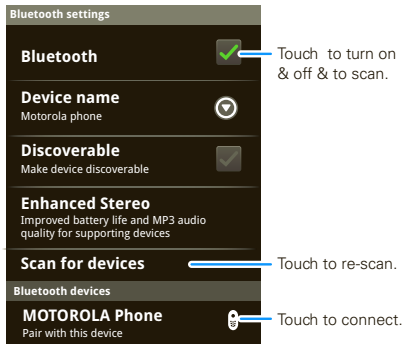 Bluetooth settings
Bluetooth
Touch to turn on
& off & to scan.
Device name
Motorola phone
Discoverable
Make device discoverable
Enhanced Stereo
Improved battery life and MP3 audio
quality for supporting devices
Scan for devices
Touch to re-scan.
Bluetooth devices
MOTOROLA Phone
Pair with this device
Touch to connect.